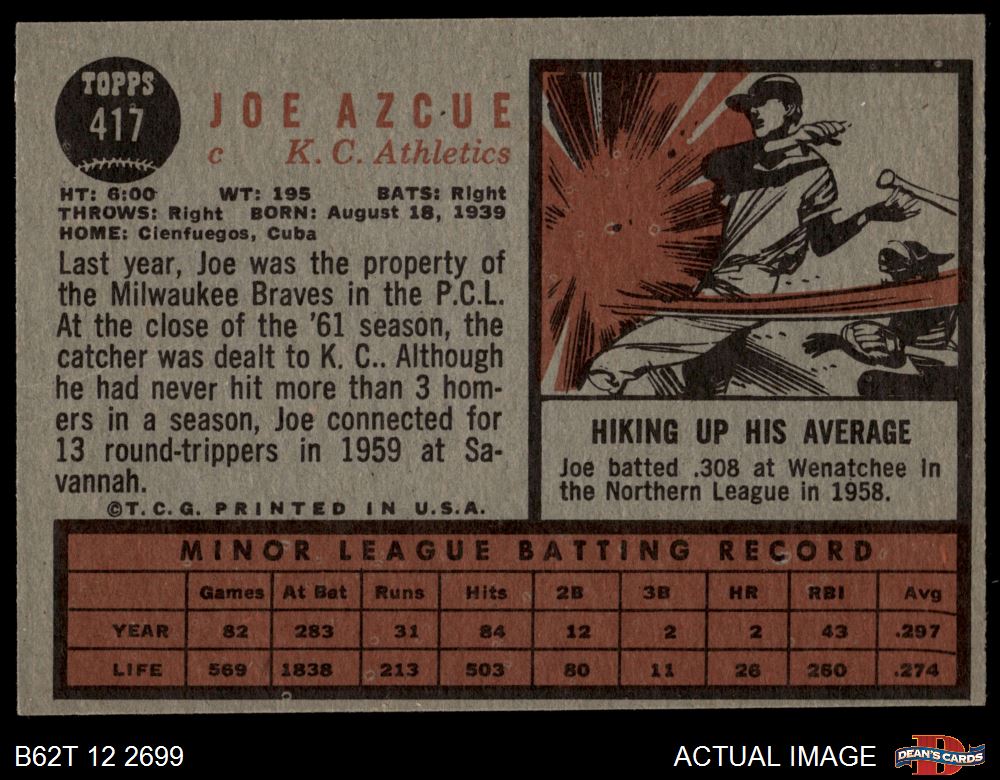 TOPPS
417
JOE AZCUE
c K. C. Athletics
HT: 6:00 WT: 195 BATS: Right
THROWS: Right BORN: August 18, 1939
HOME: Cienfuegos, Cuba
Last year, Joe was the property of
the Milwaukee Braves in the P.C.L.
At the close of the '61 season, the
catcher was dealt to K. C.. Although
he had never hit more than 3 hom-
ers in a season, Joe connected for
13 round-trippers in 1959 at Sa-
vannah.
©T.C.G. PRINTED IN U.S.A.
HIKING UP HIS AVERAGE
Joe batted .308 at Wenatchee in
the Northern League in 1958.
MINOR LEAGUE BATTING RECORD
Games At Bat Runs Hits 2B 3B HR RBI Avg
YEAR 82 283 31 84 12 2 2 43 .297
LIFE 569 1838 213 503 80 11 26 260 .274
B62T 12 2699 ACTUAL IMAGE DEAN'S CARDS